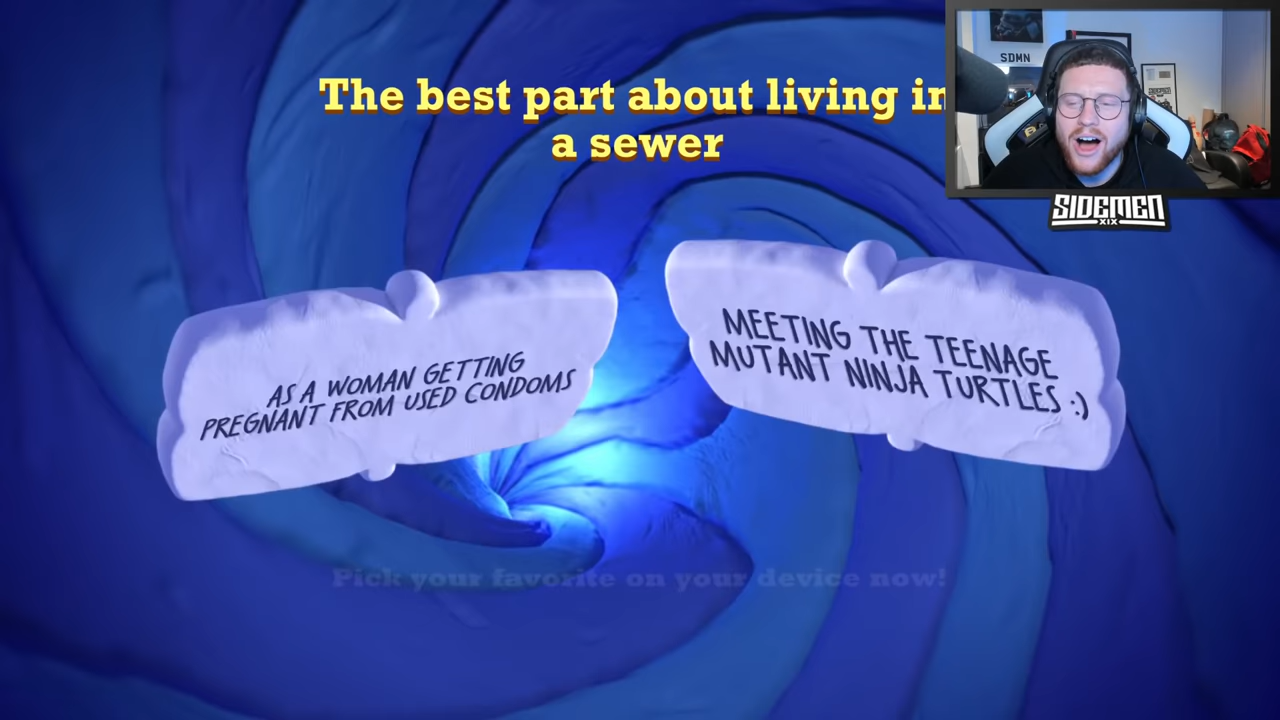 The best part about living in
a sewer
SDMN
SIDEMEN
XIX
AS A WOMAN GETTING
PREGNANT FROM USED CONDOMS
MEETING THE TEENAGE
MUTANT NINJA TURTLES :)
Pick your favorite on your device now!